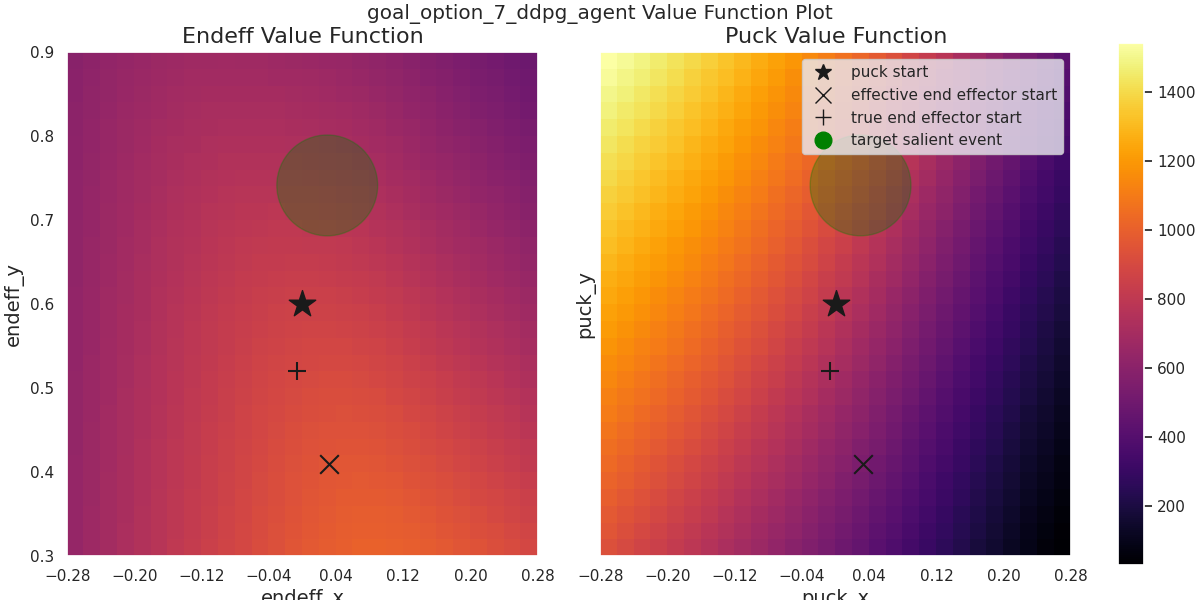 goal_option_7_ddpg_agent Value Function Plot
Endeff Value Function
Puck Value Function
puck start
effective end effector start
true end effector start
target salient event
endeff_y
0.9
0.8
0.7
0.6
0.5
0.4
0.3
−0.28 −0.20 −0.12 −0.04 0.04 0.12 0.20 0.28
endeff_x
puck_y
−0.28 −0.20 −0.12 −0.04 0.04 0.12 0.20 0.28
puck_x
1400
1200
1000
800
600
400
200